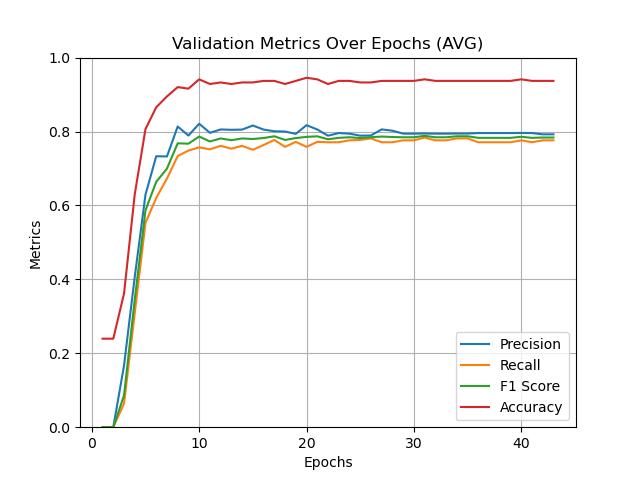 Validation Metrics Over Epochs (AVG)
1.0
0.8
0.6
0.4
0.2
0.0
Metrics
0
10
20
30
40
Epochs
Precision
Recall
F1 Score
Accuracy